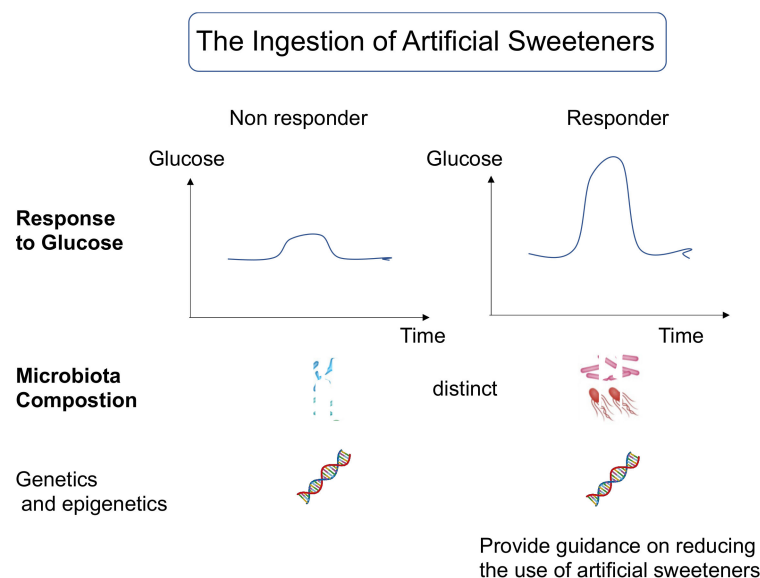 The Ingestion of Artificial Sweeteners
Non responder
Responder
Glucose
Glucose
Response
to Glucose
Time
Time
Microbiota
Compostion
distinct
Genetics
and epigenetics
Provide guidance on reducing
the use of artificial sweeteners